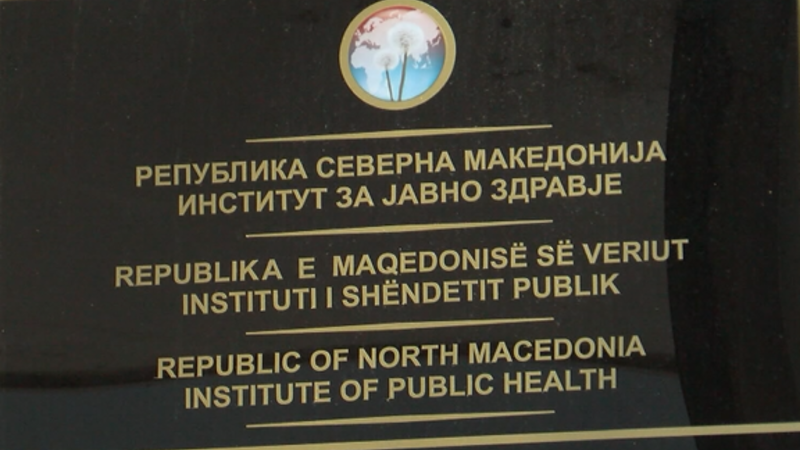 РЕПУБЛИКА СЕВЕРНА МАКЕДОНИЈА
ИНСТИТУТ ЗА ЈАВНО ЗДРАВЈЕ
REPUBLIKA E MAQEDONISË SË VERIUT
INSTITUTI I SHËNDETIT PUBLIK
REPUBLIC OF NORTH MACEDONIA
INSTITUTE OF PUBLIC HEALTH